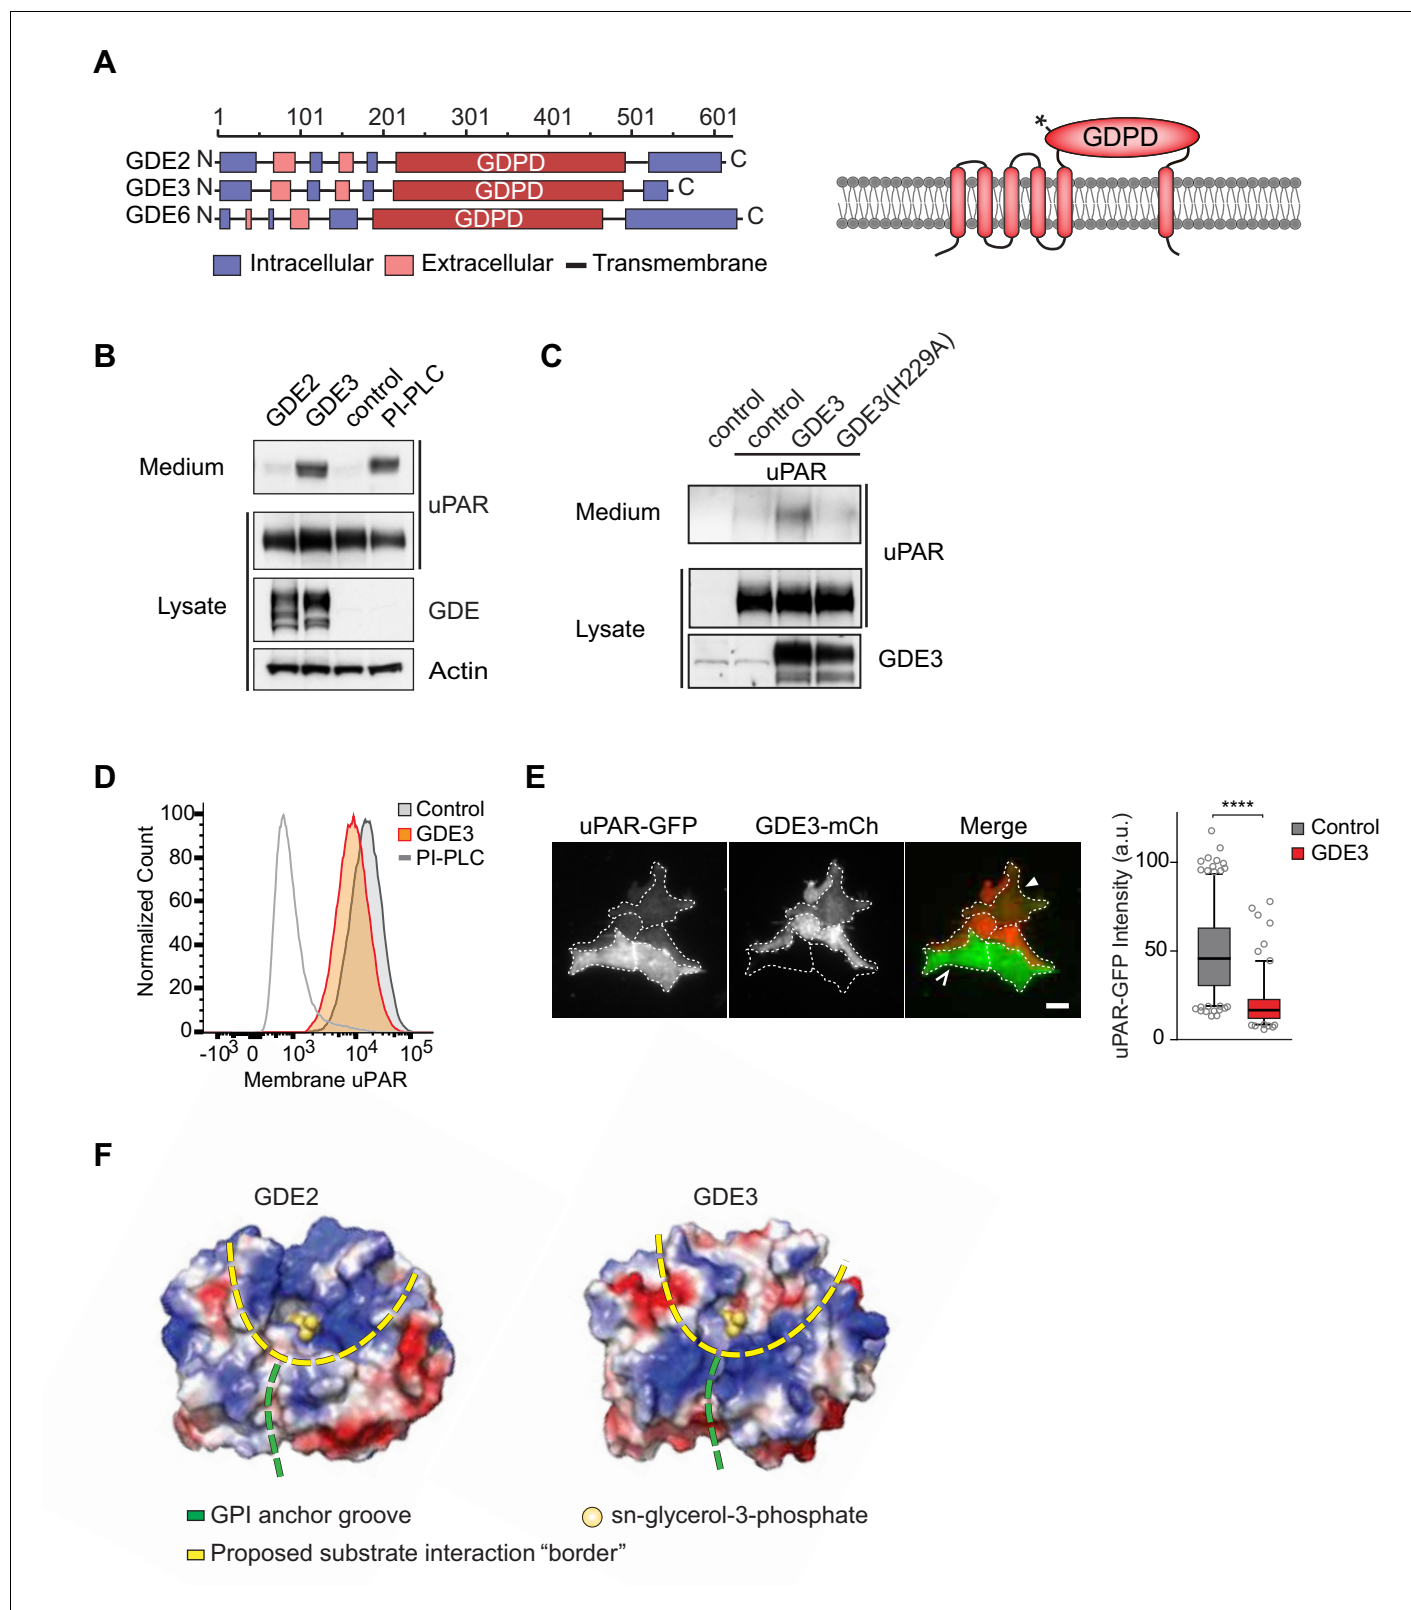 A
1 101 201 301 401 501 601
GDE2 N GDPD C
GDE3 N GDPD C
GDE6 N GDPD C
Intracellular Extracellular Transmembrane
* GDPD
B
GDE2 GDE3 control PI-PLC
Medium
uPAR
Lysate
GDE
Actin
C
control control GDE3 GDE3(H229A)
uPAR
Medium
uPAR
Lysate
GDE3
D
Normalized Count
100
80
60
40
20
0
-10³ 0 10³ 10⁴ 10⁵
Membrane uPAR
Control
GDE3
PI-PLC
E
uPAR-GFP GDE3-mCh Merge
uPAR-GFP Intensity (a.u.)
100
50
0
****
Control
GDE3
F
GDE2 GDE3
GPI anchor groove
sn-glycerol-3-phosphate
Proposed substrate interaction “border”